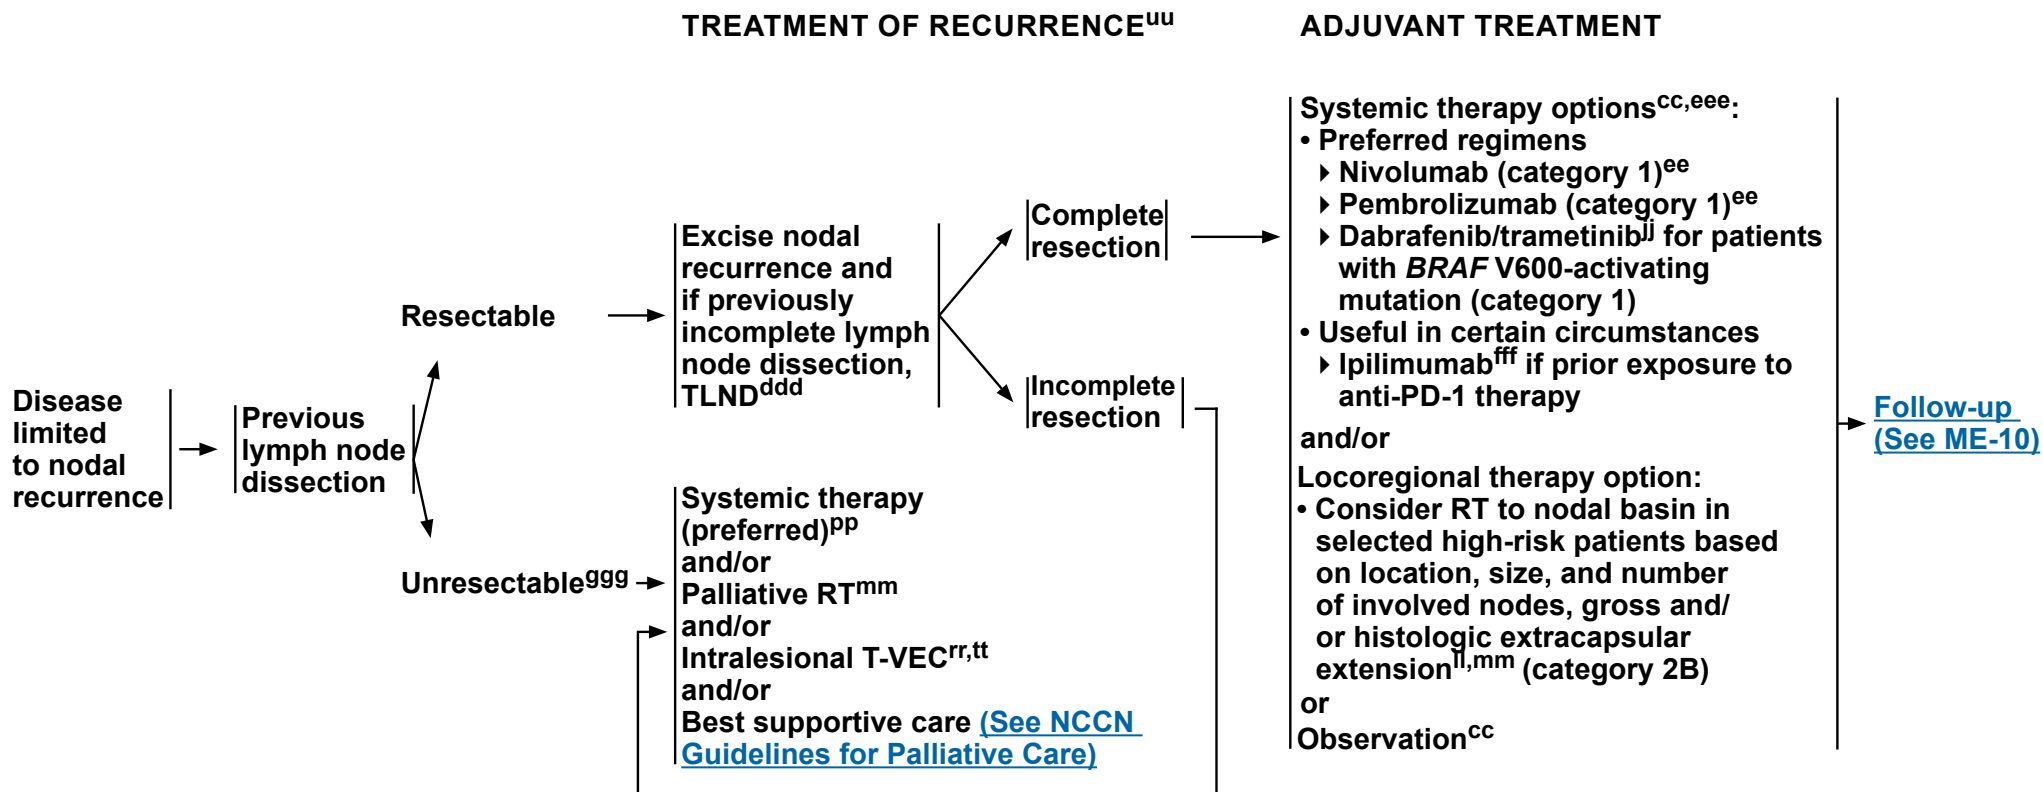 TREATMENT OF RECURRENCEuu
ADJUVANT TREATMENT
Disease
limited
to nodal
recurrence
Previous
lymph node
dissection
Resectable
Unresectableggg
Excise nodal
recurrence and
if previously
incomplete lymph
node dissection,
TLNDddd
Complete
resection
Incomplete
resection
Systemic therapy
(preferred)pp
and/or
Palliative RTmm
and/or
Intralesional T-VECrr,tt
and/or
Best supportive care (See NCCN
Guidelines for Palliative Care)
Systemic therapy optionscc,eee:
• Preferred regimens
Nivolumab (category 1)ee
Pembrolizumab (category 1)ee
Dabrafenib/trametinibjj for patients
with BRAF V600-activating
mutation (category 1)
• Useful in certain circumstances
Ipilimumabfff if prior exposure to
anti-PD-1 therapy
and/or
Locoregional therapy option:
• Consider RT to nodal basin in
selected high-risk patients based
on location, size, and number
of involved nodes, gross and/
or histologic extracapsular
extensionll,mm (category 2B)
or
Observationcc
Follow-up
(See ME-10)